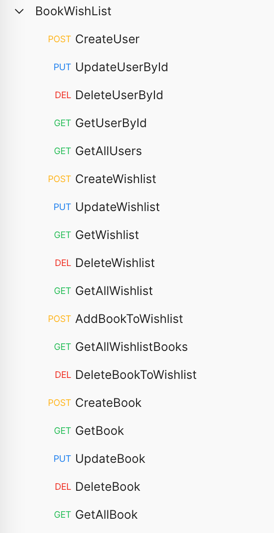 BookWishList
POST CreateUser
PUT UpdateUserById
DEL DeleteUserById
GET GetUserById
GET GetAllUsers
POST CreateWishlist
PUT UpdateWishlist
GET GetWishlist
DEL DeleteWishlist
GET GetAllWishlist
POST AddBookToWishlist
GET GetAllWishlistBooks
DEL DeleteBookToWishlist
POST CreateBook
GET GetBook
PUT UpdateBook
DEL DeleteBook
GET GetAllBook